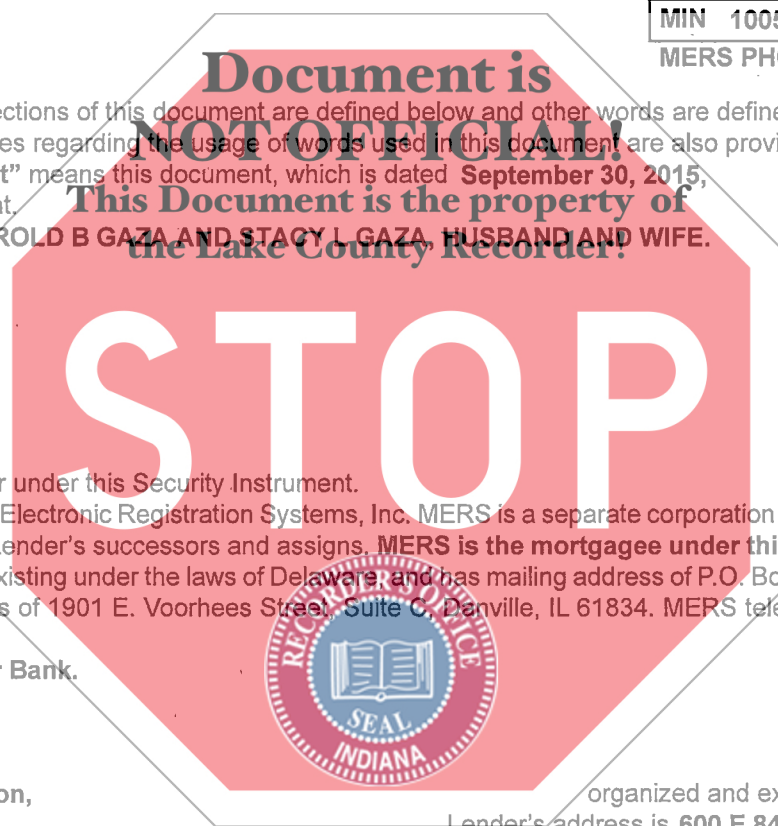 MIN 1005
MERS PHO
Document is
ctions of this document are defined below and other words are define
es regarding the usage of words used in this document are also provi
NOT OFFICIAL!
t” means this document, which is dated September 30, 2015,
t.
This Document is the property of
ROLD B GAZA AND STACY L GAZA, HUSBAND AND WIFE.
the Lake County Recorder!
STOP
r under this Security Instrument.
Electronic Registration Systems, Inc. MERS is a separate corporation
ender's successors and assigns. MERS is the mortgagee under thi
xisting under the laws of Delaware, and has mailing address of P.O. Bo
s of 1901 E. Voorhees Street, Suite C, Danville, IL 61834. MERS tele
RECORDER'S OFFICE
r Bank.
SEAL
INDIANA
on,
organized and ex
Lender's address is 600 E 84